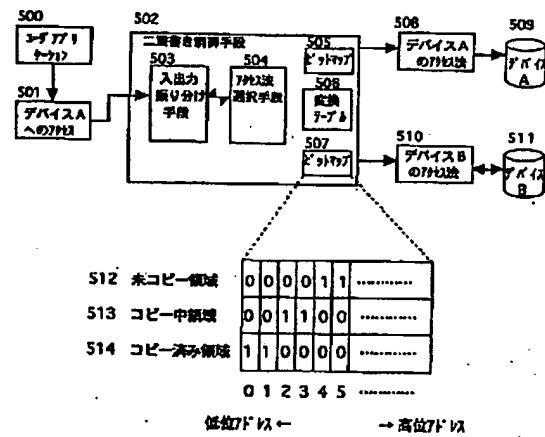 500
ユーザアプリ
ケーション
501
デバイスA
へのアクセス
502
二重書き制御手段
503
入出力
振り分け
手段
504
アクセス法
選択手段
505
ビットマップ
506
変換
テーブル
507
ビットマップ
508
デバイスA
のアクセス法
509
デバイス
A
510
デバイスB
のアクセス法
511
デバイス
B
512 未コピー領域 0 0 0 0 1 1 …………
513 コピー中領域 0 0 1 1 0 0 …………
514 コピー済み領域 1 1 0 0 0 0 …………
0 1 2 3 4 5 …………
低位アドレス ← →高位アドレス